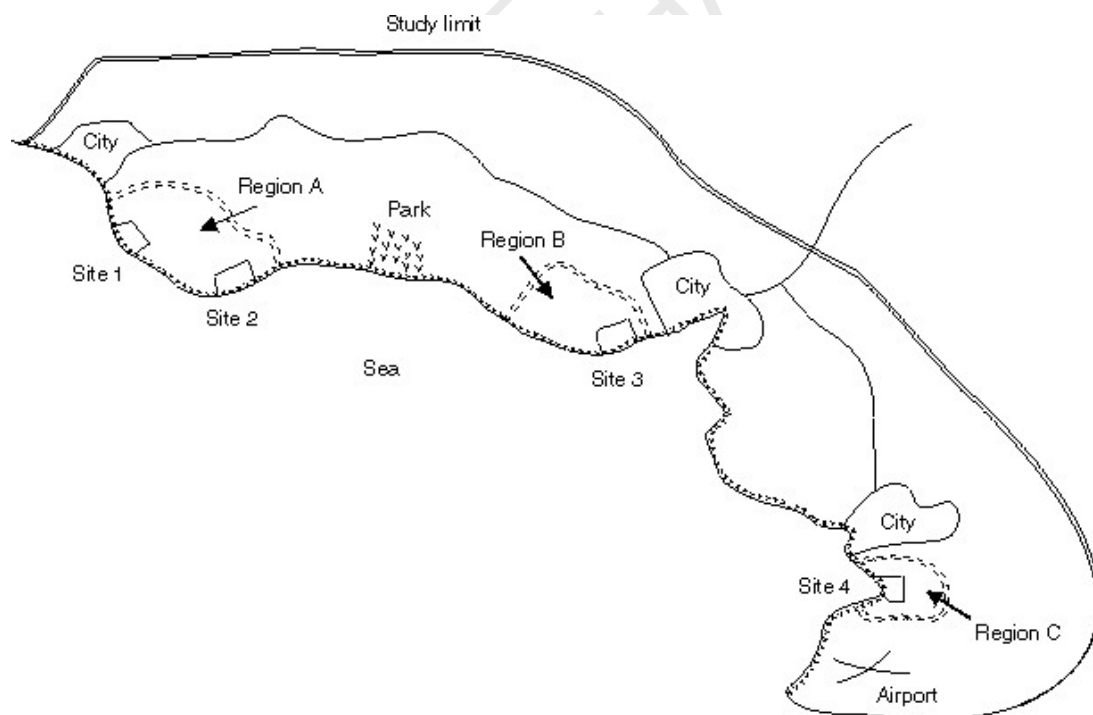 Study limit
City
Region A
Park
Region B
Site 1
City
Site 2
Sea
Site 3
City
Site 4
Region C
Airport